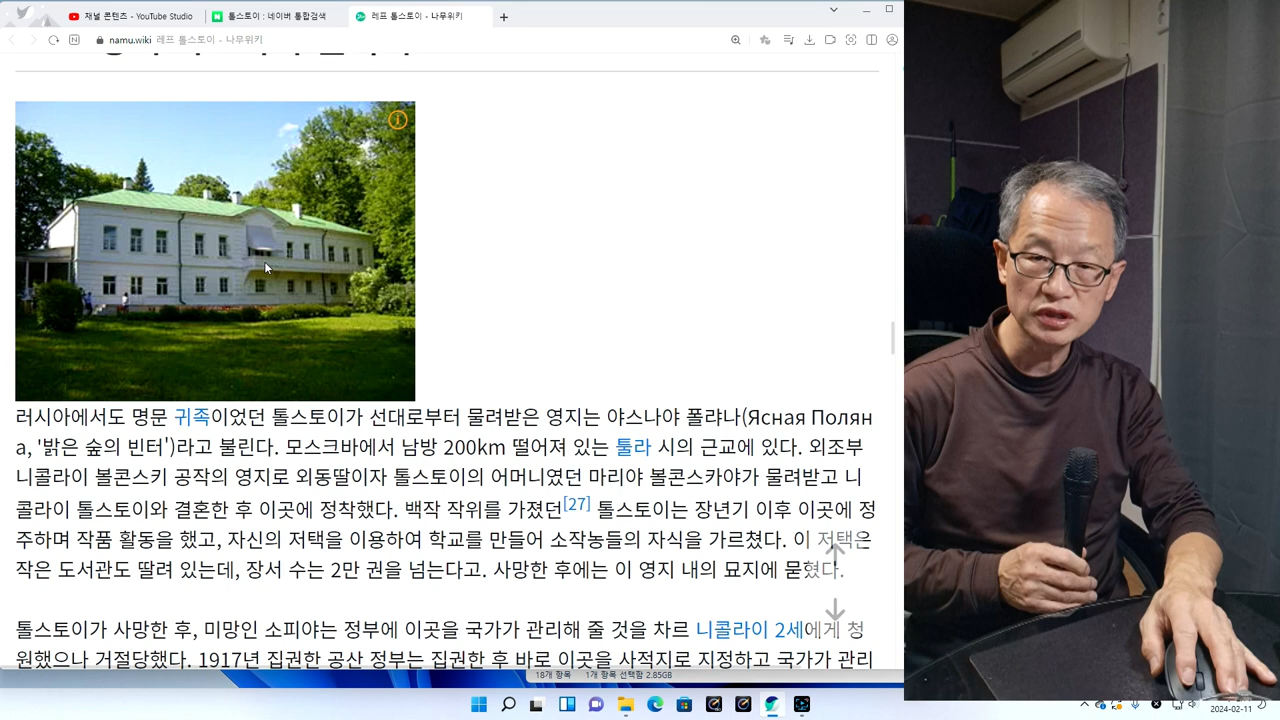 재널 콘텐츠 - YouTube Studio
톨스토이 : 네이버 통합검색
레프 톨스토이 - 나무위키
namu.wiki 레프 톨스토이 - 나무위키
러시아에서도 명문 귀족이었던 톨스토이가 선대로부터 물려받은 영지는 야스나야 폴랴나(Ясная Полян
а, '밝은 숲의 빈터')라고 불린다. 모스크바에서 남방 200km 떨어져 있는 툴라 시의 근교에 있다. 외조부
니콜라이 볼콘스키 공작의 영지로 외동딸이자 톨스토이의 어머니였던 마리야 볼콘스카야가 물려받고 니
콜라이 톨스토이와 결혼한 후 이곳에 정착했다. 백작 작위를 가졌던[27] 톨스토이는 장년기 이후 이곳에 정
주하며 작품 활동을 했고, 자신의 저택을 이용하여 학교를 만들어 소작농들의 자식을 가르쳤다. 이 저택은
작은 도서관도 딸려 있는데, 장서 수는 2만 권을 넘는다고. 사망한 후에는 이 영지 내의 묘지에 묻혔다.
톨스토이가 사망한 후, 미망인 소피야는 정부에 이곳을 국가가 관리해 줄 것을 차르 니콜라이 2세에게 청
원했으나 거절당했다. 1917년 집권한 공산 정부는 집권한 후 바로 이곳을 사적지로 지정하고 국가가 관리
18개 항목 1개 항목 선택함 2.85GB
2024-02-11